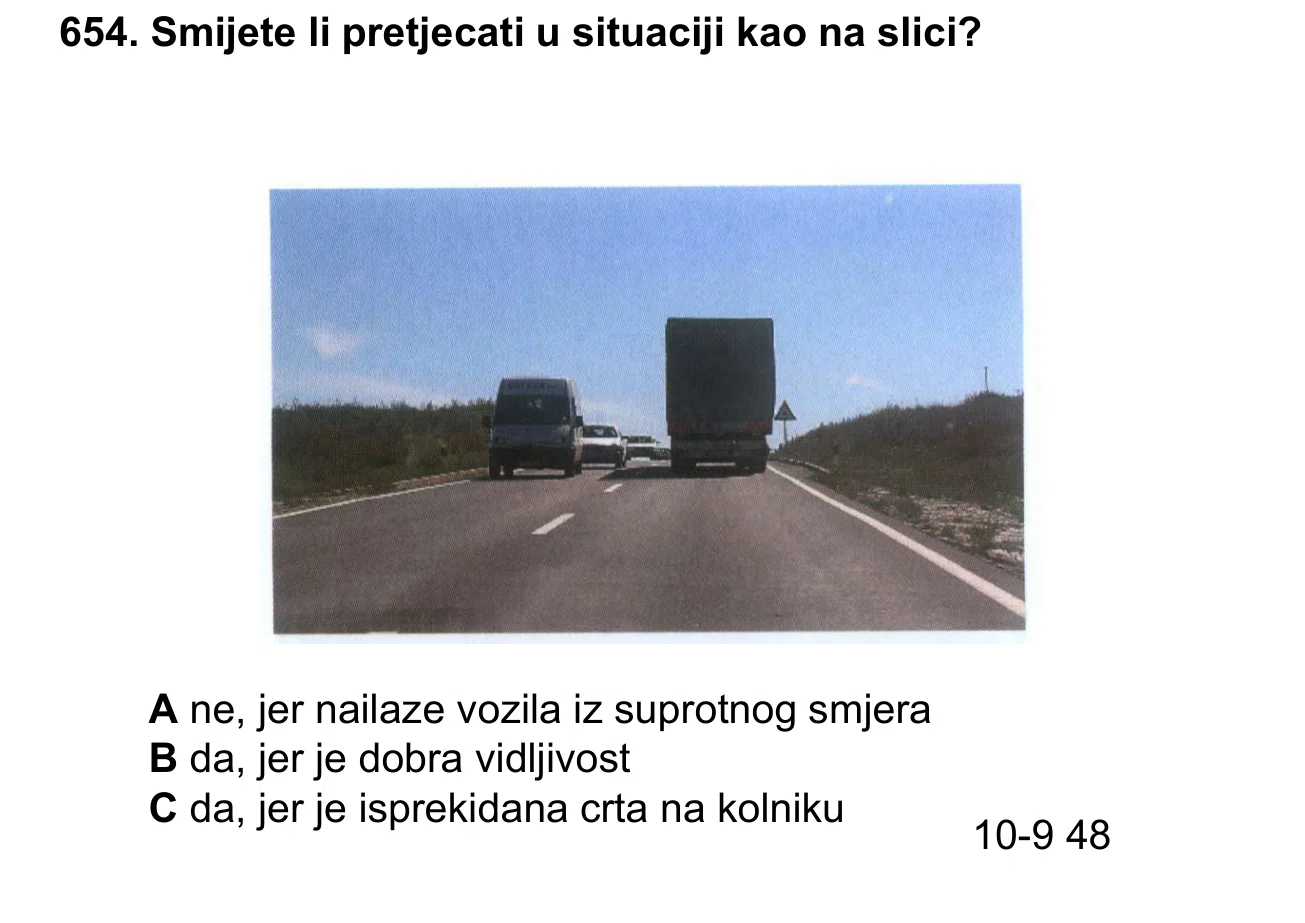 654. Smijete li pretjecati u situaciji kao na slici?
A ne, jer nailaze vozila iz suprotnog smjera
B da, jer je dobra vidljivost
C da, jer je isprekidana crta na kolniku
10-9 48